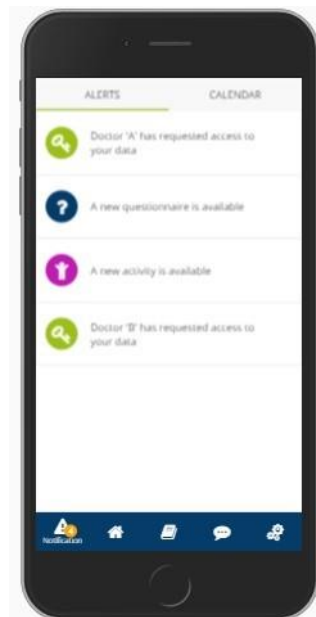 ALERTS CALENDAR
Doctor 'A' has requested access to
your data
A new questionnaire is available
A new activity is available
Doctor 'B' has requested access to
your data
4
Notification